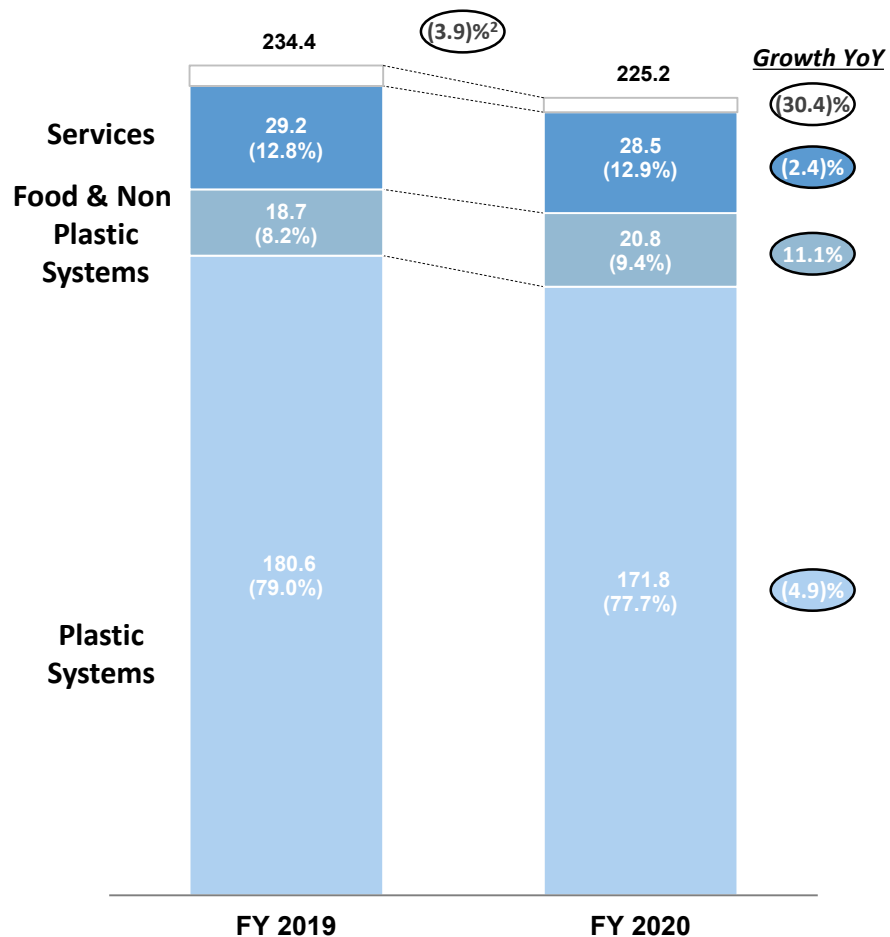 (3.9)%²
234.4
Growth YoY
225.2
(30.4)%
Services
29.2
(12.8%)
28.5
(12.9%)
(2.4)%
Food & Non
Plastic
Systems
18.7
(8.2%)
20.8
(9.4%)
11.1%
180.6
(79.0%)
171.8
(77.7%)
(4.9)%
Plastic
Systems
FY 2019
FY 2020